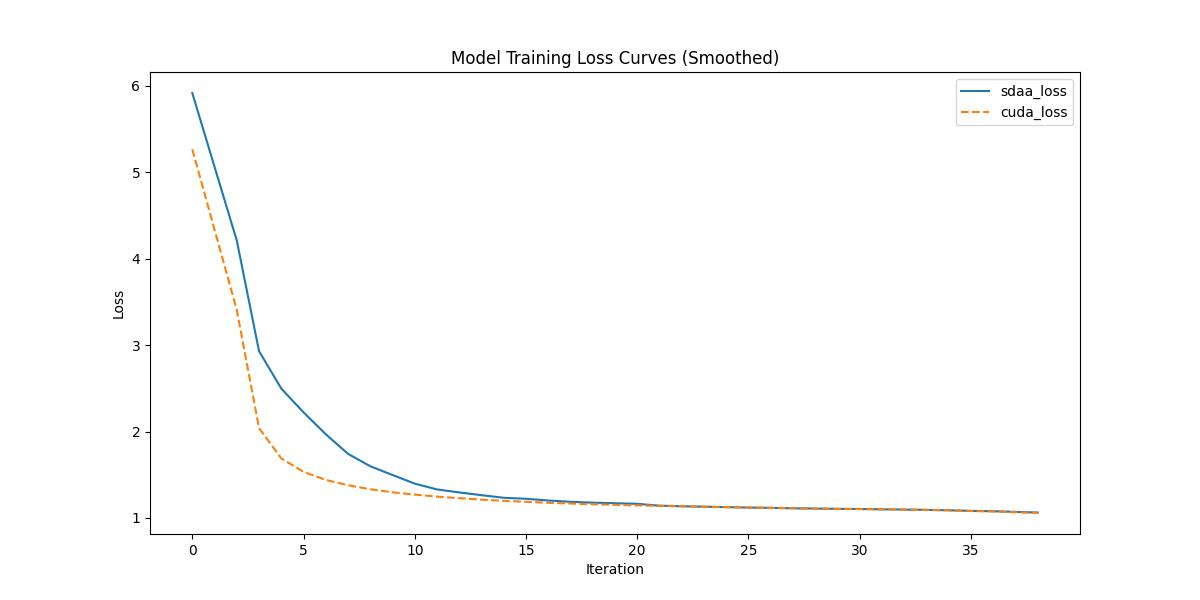 Model Training Loss Curves (Smoothed)
sdaa_loss
cuda_loss
Loss
6
5
4
3
2
1
0 5 10 15 20 25 30 35
Iteration